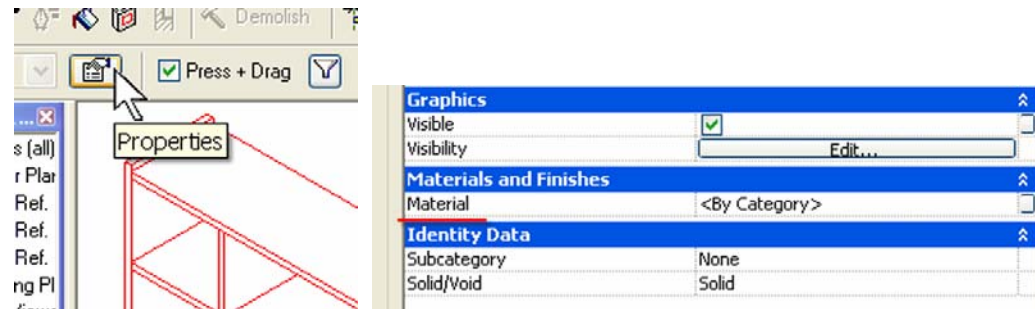 Demolish
Press + Drag
Properties
s (all)
r Plar
Ref.
Ref.
Ref.
ng Pl
Graphics
Visible
Visibility Edit...
Materials and Finishes
Material <By Category>
Identity Data
Subcategory None
Solid/Void Solid